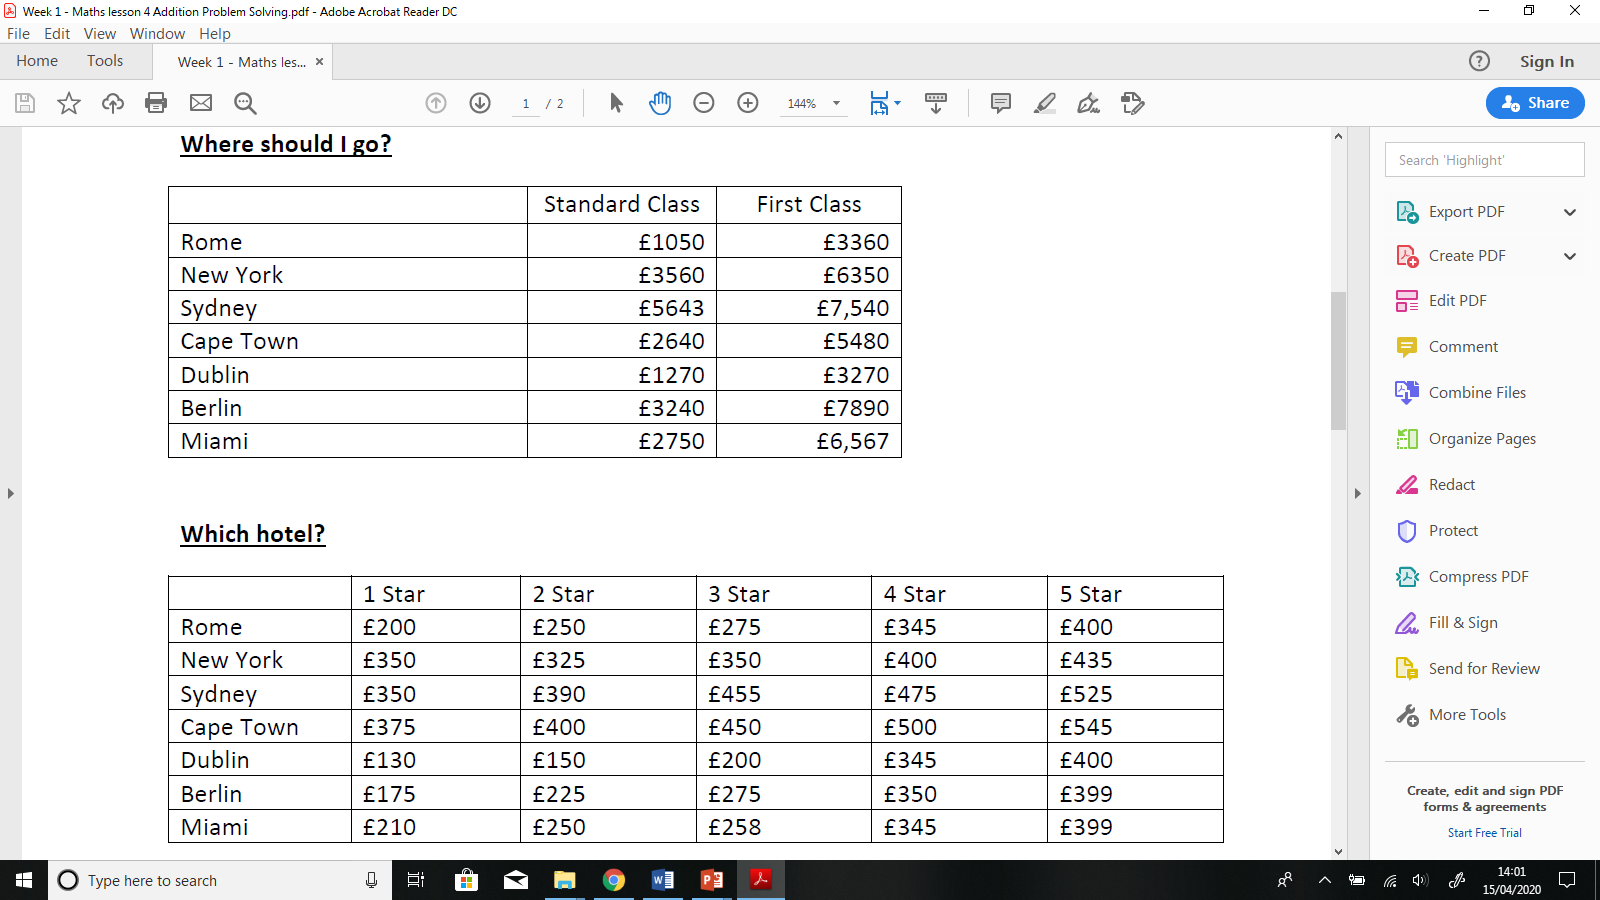 Week 1 - Maths lesson 4 Addition Problem Solving.pdf - Adobe Acrobat Reader DC
File Edit View Window Help
Home Tools Week 1 - Maths les... × Sign In
1 / 2 144% Share
Where should I go?
Standard Class First Class
Rome £1050 £3360
New York £3560 £6350
Sydney £5643 £7,540
Cape Town £2640 £5480
Dublin £1270 £3270
Berlin £3240 £7890
Miami £2750 £6,567
Which hotel?
1 Star 2 Star 3 Star 4 Star 5 Star
Rome £200 £250 £275 £345 £400
New York £350 £325 £350 £400 £435
Sydney £350 £390 £455 £475 £525
Cape Town £375 £400 £450 £500 £545
Dublin £130 £150 £200 £345 £400
Berlin £175 £225 £275 £350 £399
Miami £210 £250 £258 £345 £399
Search 'Highlight'
Export PDF
Create PDF
Edit PDF
Comment
Combine Files
Organize Pages
Redact
Protect
Compress PDF
Fill & Sign
Send for Review
More Tools
Create, edit and sign PDF
forms & agreements
Start Free Trial
Type here to search
14:01
15/04/2020